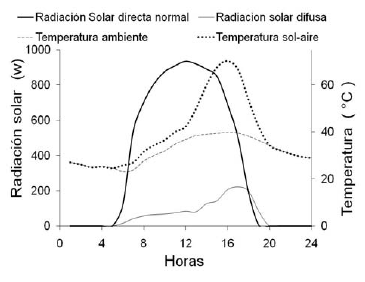 Radiación Solar directa normal Radiacion solar difusa
Temperatura ambiente Temperatura sol-aire
1000
800
600
400
200
0
Radiación solar (w)
60
40
20
0
Temperatura ( °C)
0 4 8 12 16 20 24
Horas